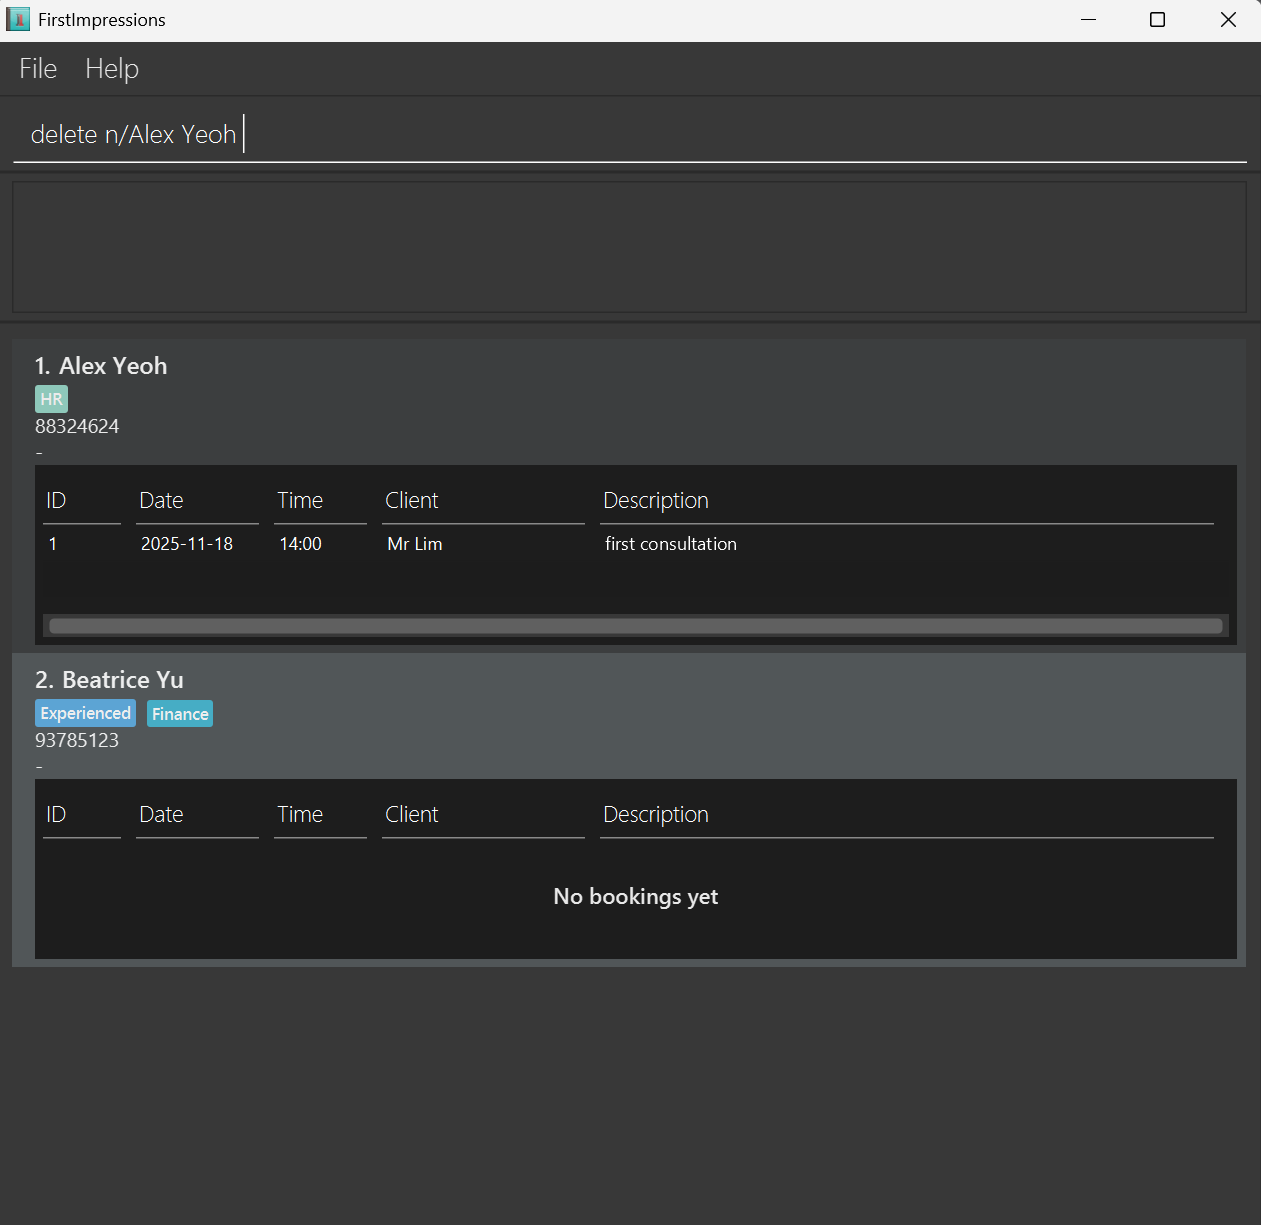 FirstImpressions
File Help
delete n/Alex Yeoh
1. Alex Yeoh
HR
88324624
-
ID Date Time Client Description
1 2025-11-18 14:00 Mr Lim first consultation
2. Beatrice Yu
Experienced Finance
93785123
-
ID Date Time Client Description
No bookings yet